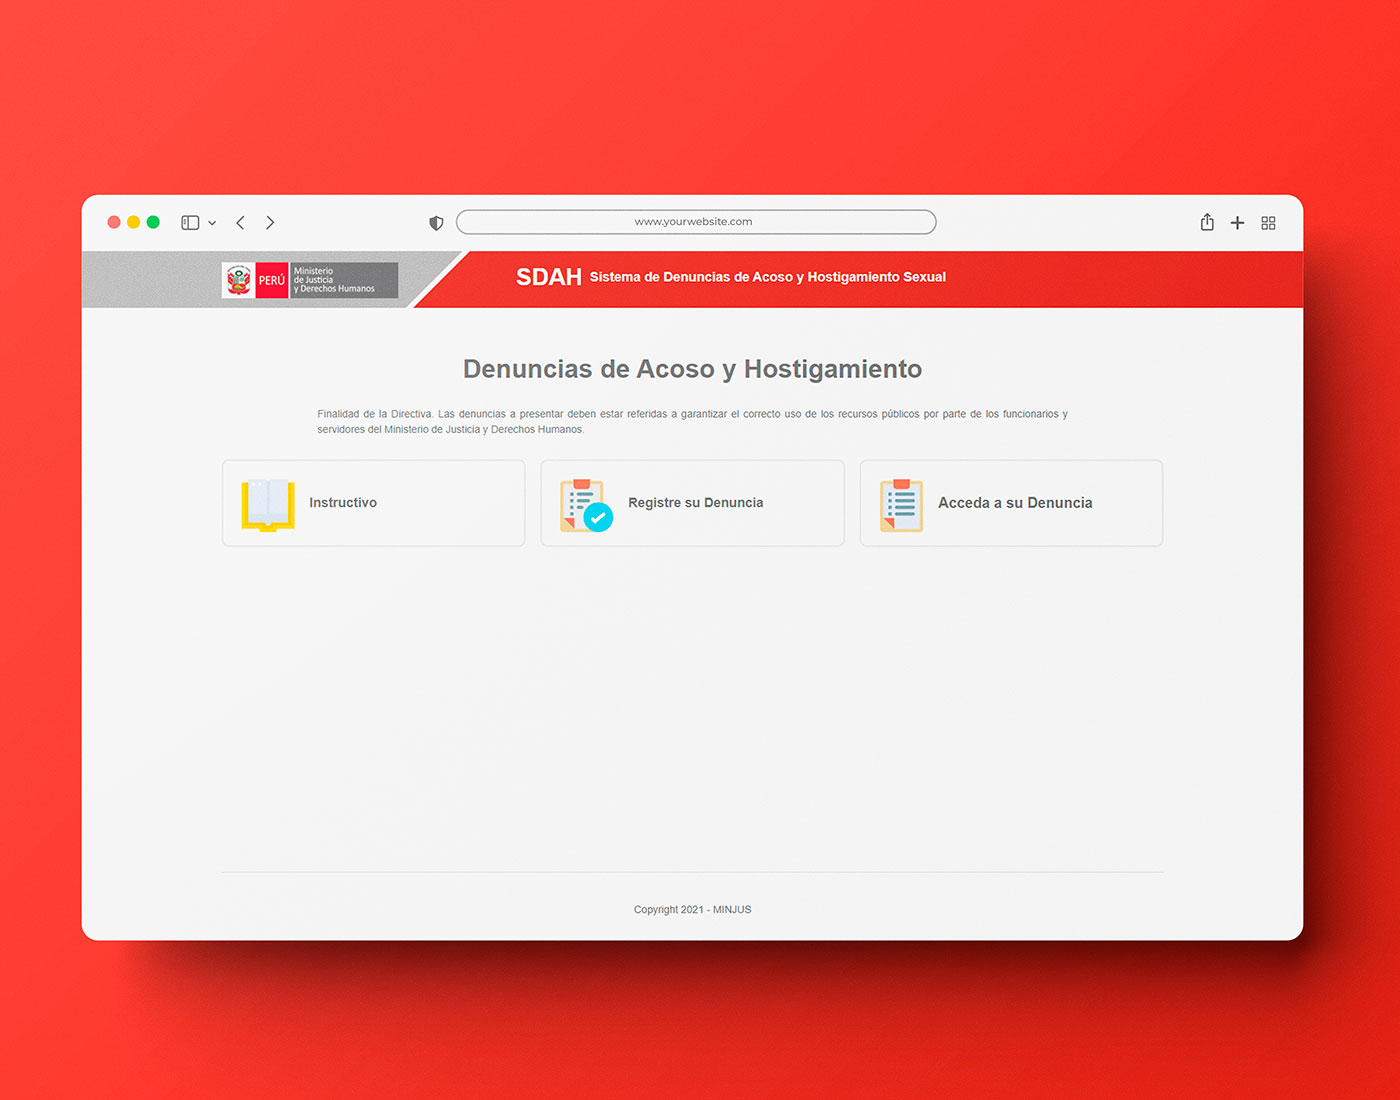 www.yourwebsite.com
PERÚ
Ministerio
de Justicia
y Derechos Humanos
SDAH Sistema de Denuncias de Acoso y Hostigamiento Sexual
Denuncias de Acoso y Hostigamiento
Finalidad de la Directiva. Las denuncias a presentar deben estar referidas a garantizar el correcto uso de los recursos públicos por parte de los funcionarios y
servidores del Ministerio de Justicia y Derechos Humanos.
Instructivo
Registre su Denuncia
Acceda a su Denuncia
Copyright 2021 - MINJUS